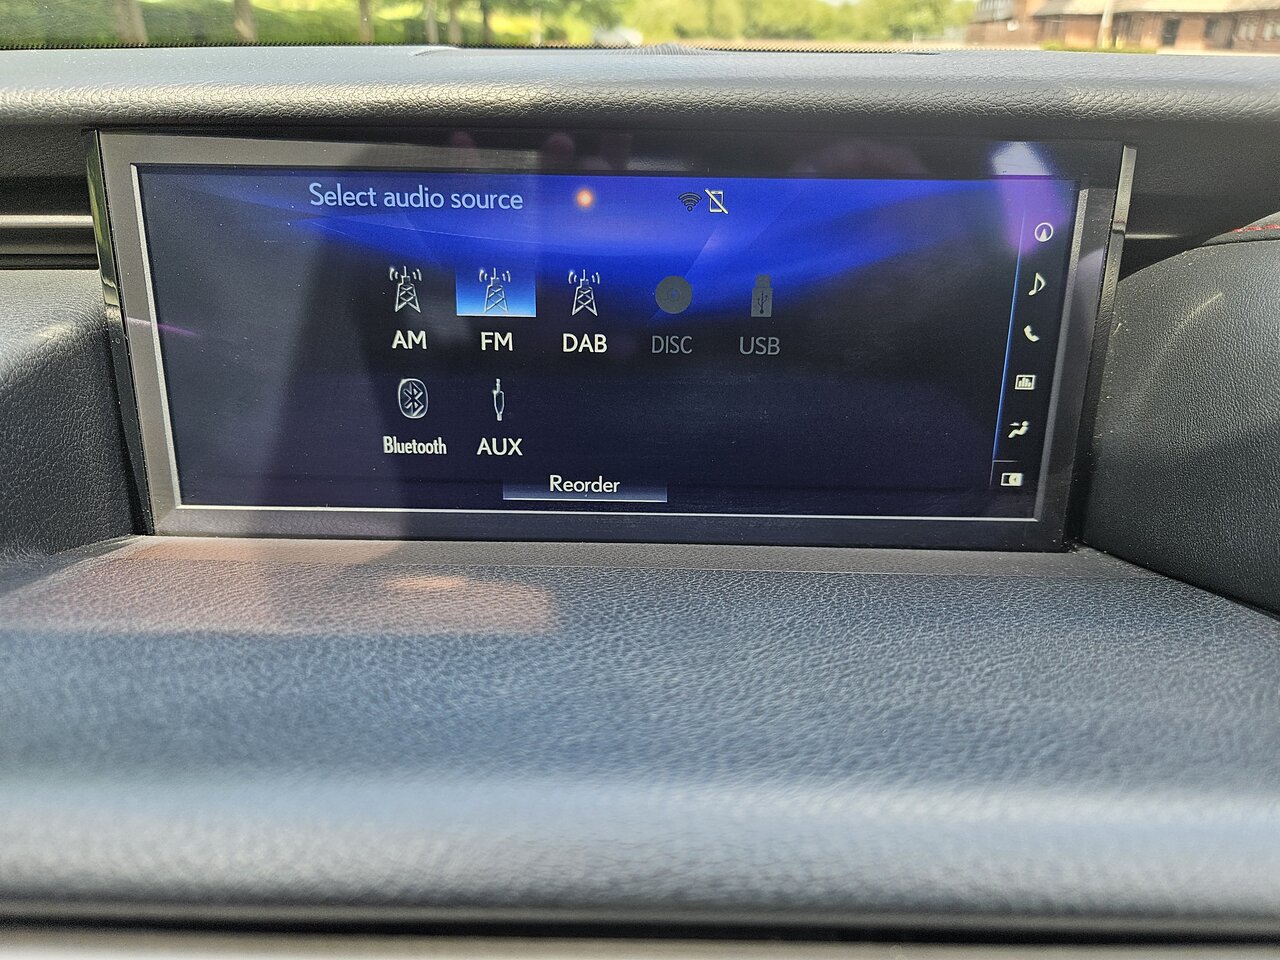 Select audio source
AM FM DAB DISC USB
Bluetooth AUX
Reorder